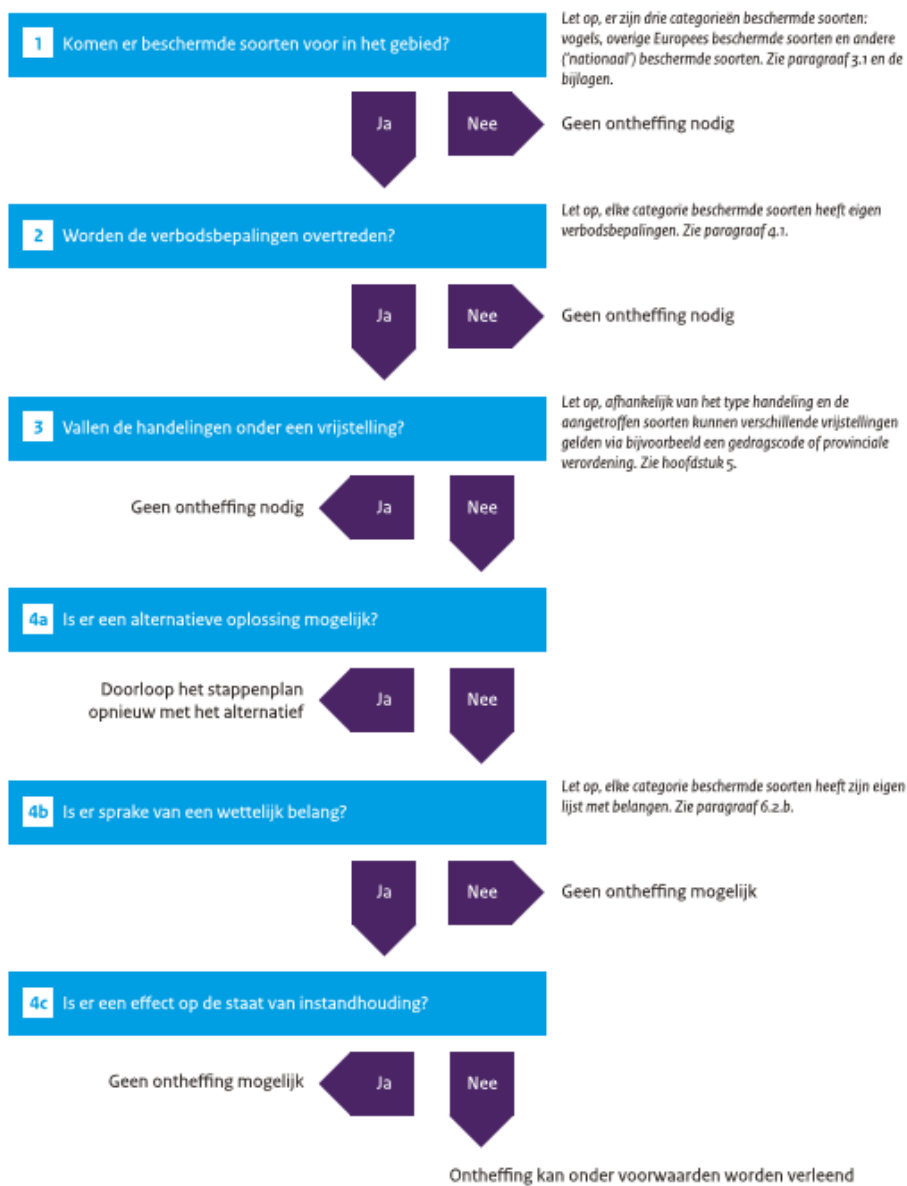 1 Komen er beschermde soorten voor in het gebied?
Let op, er zijn drie categorieën beschermde soorten:
vogels, overige Europees beschermde soorten en andere
('nationaal') beschermde soorten. Zie paragraaf 3.1 en de
bijlagen.
Ja
Nee
Geen ontheffing nodig
2 Worden de verbodsbepalingen overtreden?
Let op, elke categorie beschermde soorten heeft eigen
verbodsbepalingen. Zie paragraaf 4.1.
Ja
Nee
Geen ontheffing nodig
3 Vallen de handelingen onder een vrijstelling?
Let op, afhankelijk van het type handeling en de
aangetroffen soorten kunnen verschillende vrijstellingen
gelden via bijvoorbeeld een gedragscode of provinciale
verordening. Zie hoofdstuk 5.
Geen ontheffing nodig
Ja
Nee
4a Is er een alternatieve oplossing mogelijk?
Doorloop het stappenplan
opnieuw met het alternatief
Ja
Nee
4b Is er sprake van een wettelijk belang?
Let op, elke categorie beschermde soorten heeft zijn eigen
lijst met belangen. Zie paragraaf 6.2.b.
Ja
Nee
Geen ontheffing mogelijk
4c Is er een effect op de staat van instandhouding?
Geen ontheffing mogelijk
Ja
Nee
Ontheffing kan onder voorwaarden worden verleend